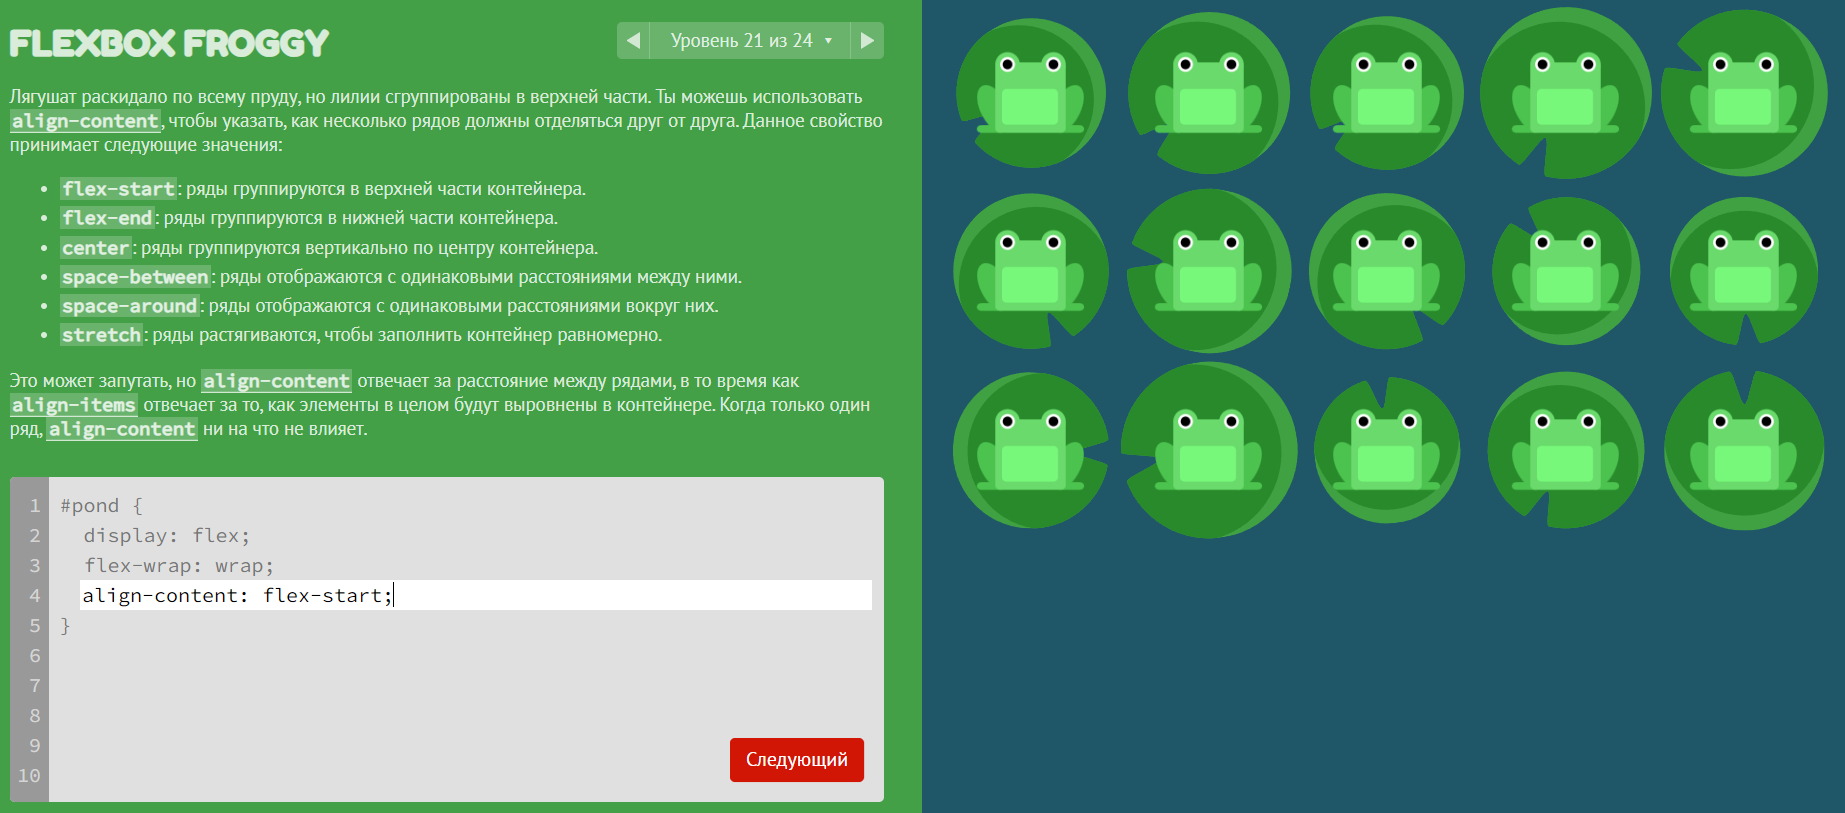 FLEXBOX FROGGY
Уровень 21 из 24
Лягушат раскидало по всему пруду, но лилии сгруппированы в верхней части. Ты можешь использовать
align-content, чтобы указать, как несколько рядов должны отделяться друг от друга. Данное свойство
принимает следующие значения:
flex-start: ряды группируются в верхней части контейнера.
flex-end: ряды группируются в нижней части контейнера.
center: ряды группируются вертикально по центру контейнера.
space-between: ряды отображаются с одинаковыми расстояниями между ними.
space-around: ряды отображаются с одинаковыми расстояниями вокруг них.
stretch: ряды растягиваются, чтобы заполнить контейнер равномерно.
Это может запутать, но align-content отвечает за расстояние между рядами, в то время как
align-items отвечает за то, как элементы в целом будут выровнены в контейнере. Когда только один
ряд, align-content ни на что не влияет.
1 #pond {
2 display: flex;
3 flex-wrap: wrap;
4 align-content: flex-start;
5 }
6
7
8
9
10
Следующий